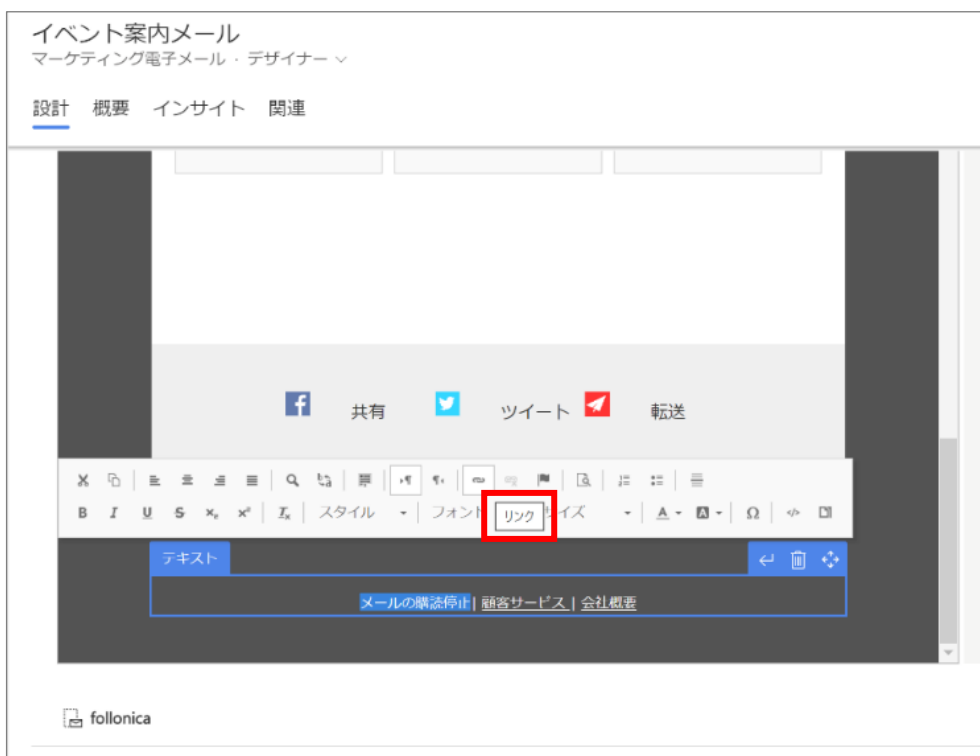 イベント案内メール
マーケティング電子メール · デザイナー
設計 概要 インサイト 関連
共有 ツイート 転送
B I U S x₂ x² Iₓ スタイル フォント リンク イズ A A Ω
テキスト
メールの購読停止 | 顧客サービス | 会社概要
follonica